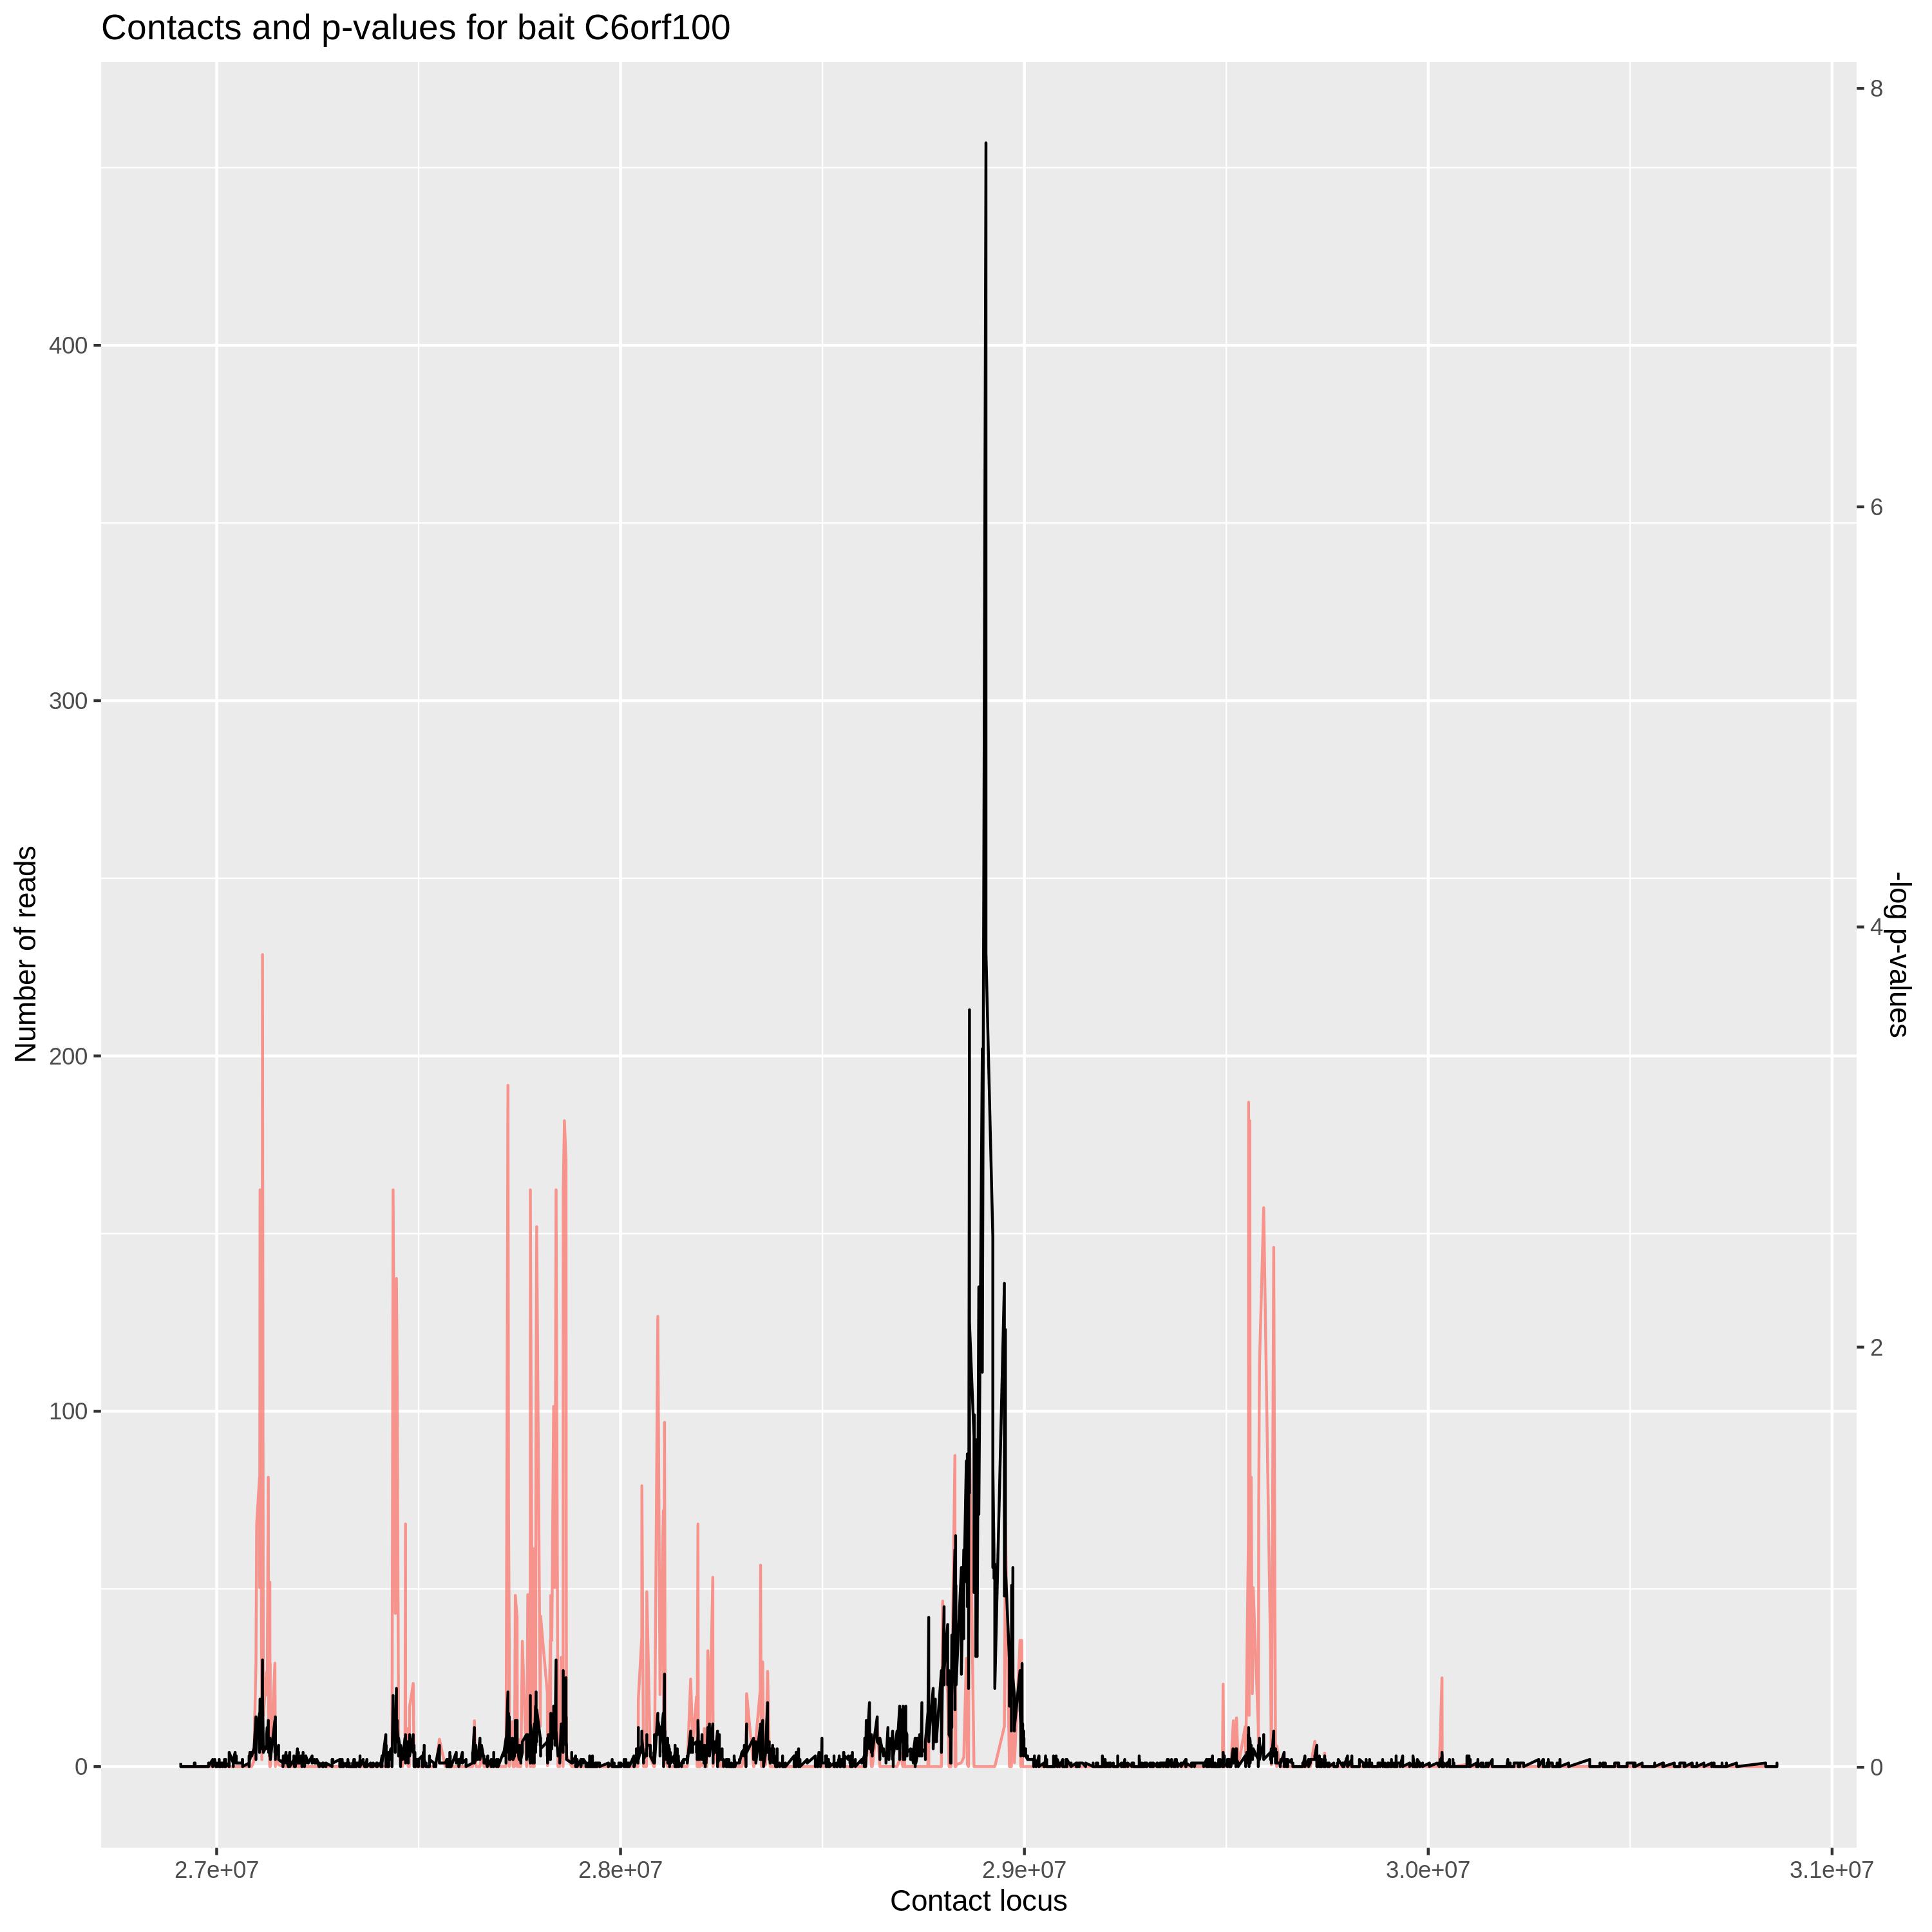 Contacts and p-values for bait C6orf100
8
400
6
300
Number of reads
-log p-values
4
200
2
100
0
0
2.7e+07 2.8e+07 2.9e+07 3.0e+07 3.1e+07
Contact locus